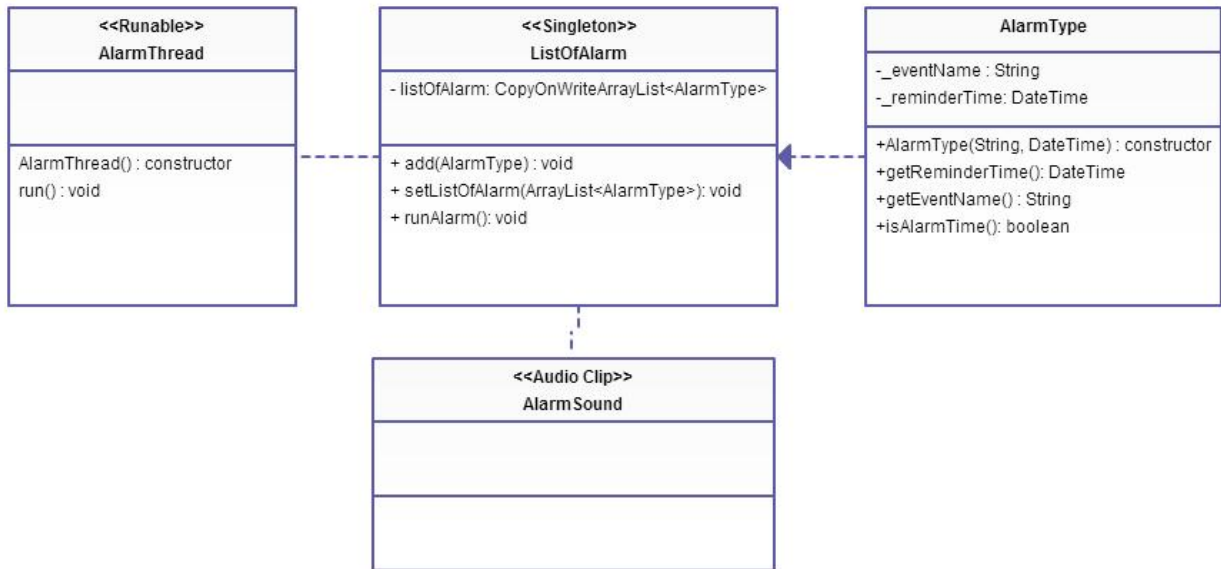 <<Runable>>
AlarmThread
AlarmThread() : constructor
run() : void
<<Singleton>>
ListOfAlarm
- listOfAlarm: CopyOnWriteArrayList<AlarmType>
+ add(AlarmType) : void
+ setListOfAlarm(ArrayList<AlarmType>): void
+ runAlarm(): void
AlarmType
-_eventName : String
-_reminderTime: DateTime
+AlarmType(String, DateTime) : constructor
+getReminderTime(): DateTime
+getEventName() : String
+isAlarmTime(): boolean
<<Audio Clip>>
AlarmSound